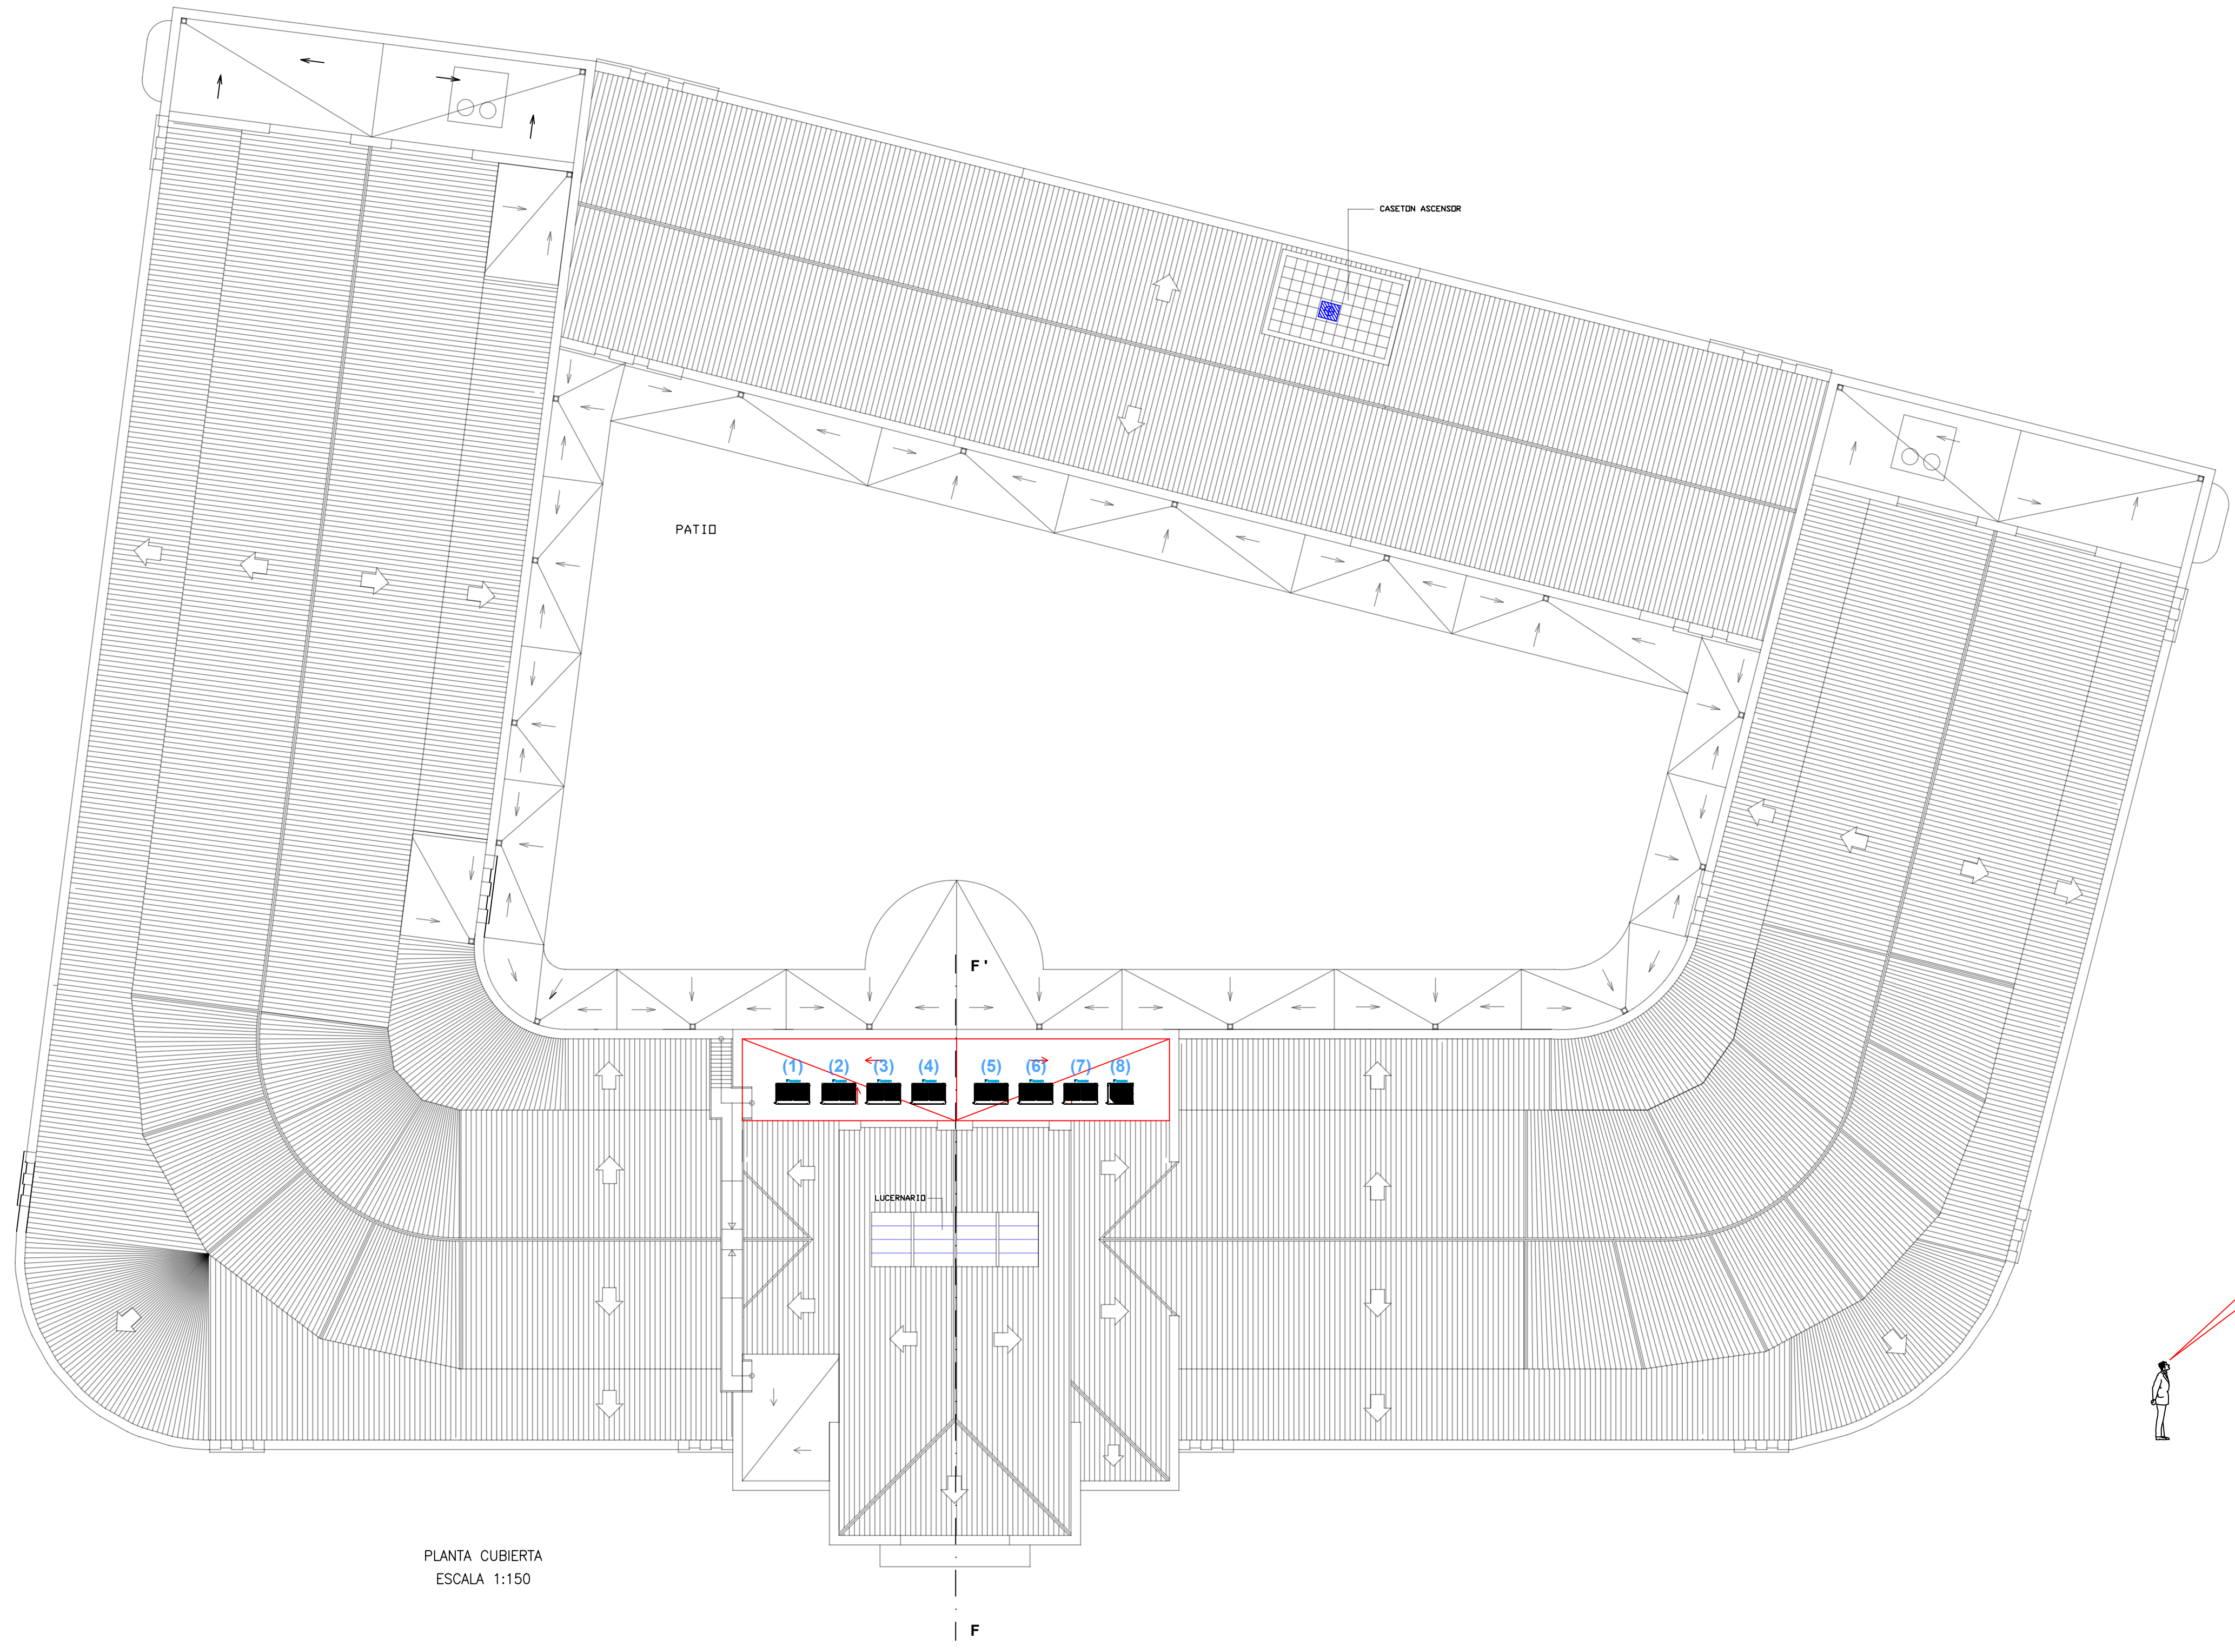 CASETON ASCENSOR
PATIO
F'
(1) (2) (3) (4) (5) (6) (7) (8)
LUCERNARIO
PLANTA CUBIERTA
ESCALA 1:150
F